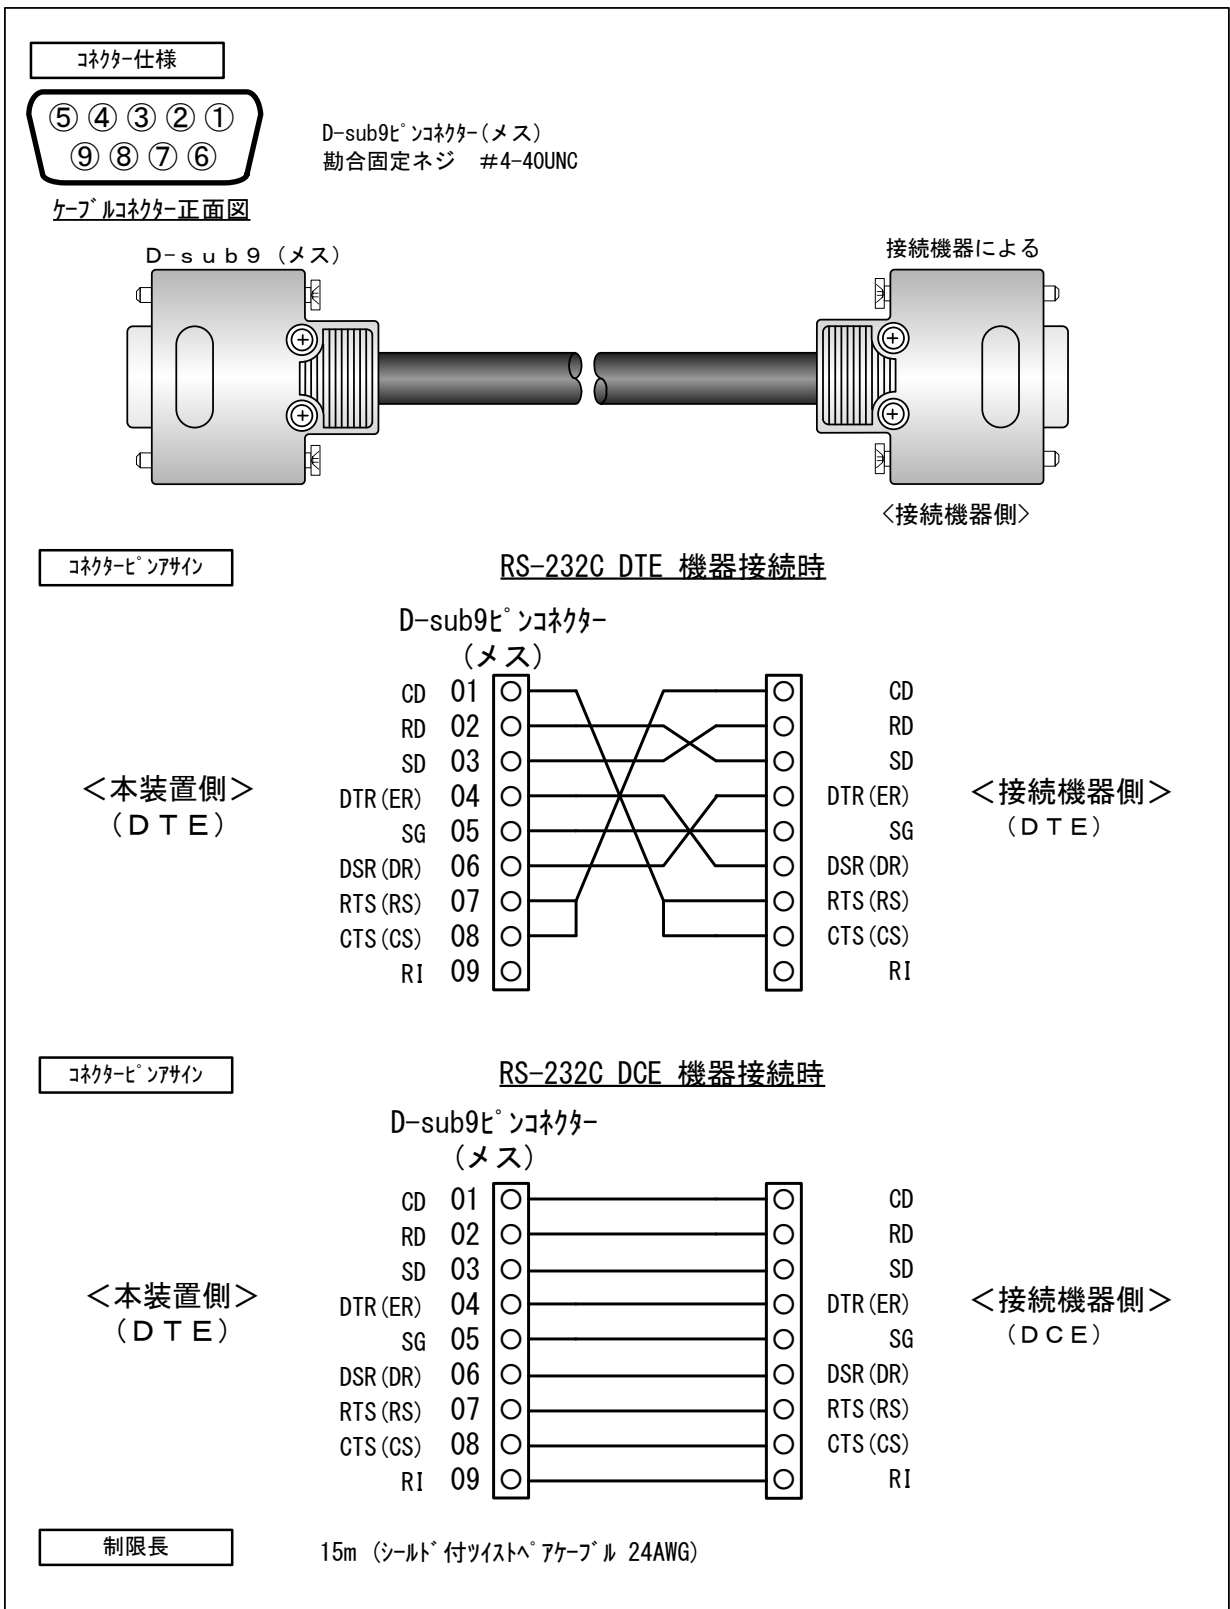 コネクター仕様
⑤④③②①
⑨⑧⑦⑥
D-sub9ピンコネクター(メス)
勘合固定ネジ ＃4-40UNC
ケーブルコネクター正面図
D-sub9(メス)
接続機器による
<接続機器側>
コネクターピンアサイン
RS-232C DTE 機器接続時
D-sub9ピンコネクター
(メス)
CD 01 CD
RD 02 RD
SD 03 SD
DTR(ER) 04 DTR(ER)
SG 05 SG
DSR(DR) 06 DSR(DR)
RTS(RS) 07 RTS(RS)
CTS(CS) 08 CTS(CS)
RI 09 RI
＜本装置側＞
(DTE)
＜接続機器側＞
(DTE)
コネクターピンアサイン
RS-232C DCE 機器接続時
D-sub9ピンコネクター
(メス)
CD 01 CD
RD 02 RD
SD 03 SD
DTR(ER) 04 DTR(ER)
SG 05 SG
DSR(DR) 06 DSR(DR)
RTS(RS) 07 RTS(RS)
CTS(CS) 08 CTS(CS)
RI 09 RI
＜本装置側＞
(DTE)
＜接続機器側＞
(DCE)
制限長
15m (シールド付ツイストペアケーブル 24AWG)